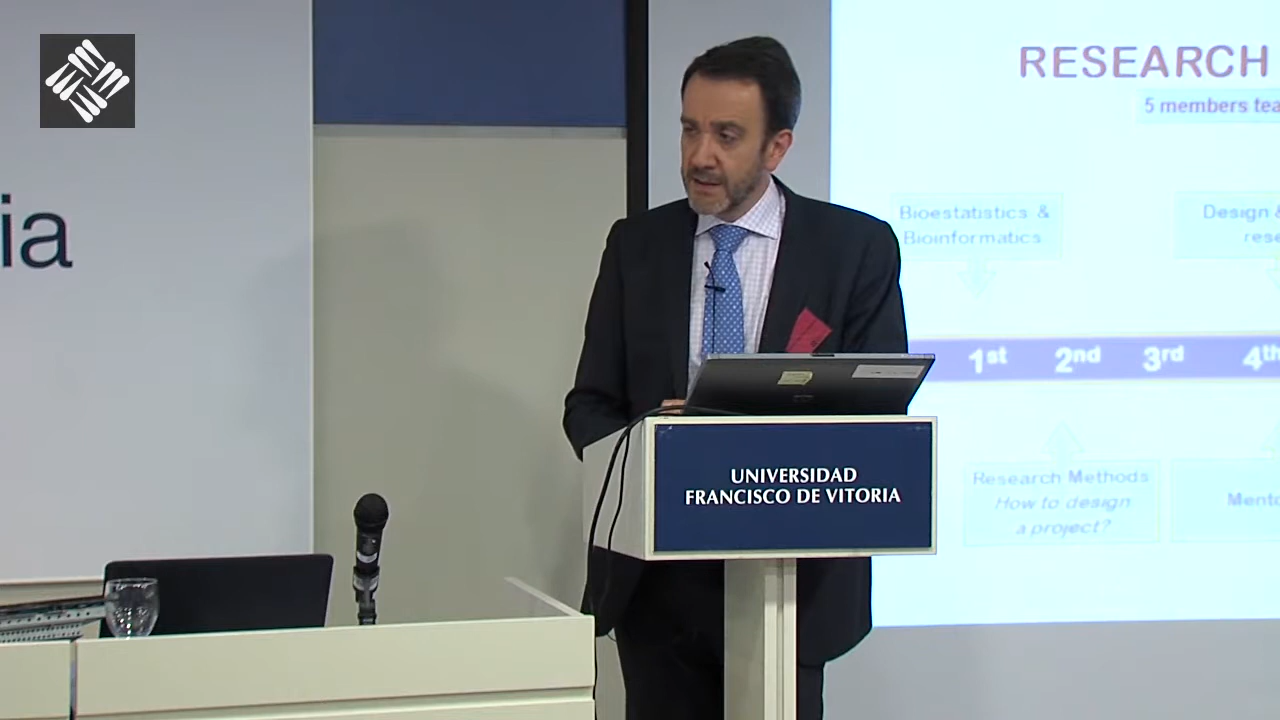 ia
RESEARCH
5 members tea
Bioestatistics &
Bioinformatics
Design &
rese
1st 2nd 3rd 4th
Research Methods
How to design
a project?
Mento
UNIVERSIDAD
FRANCISCO DE VITORIA